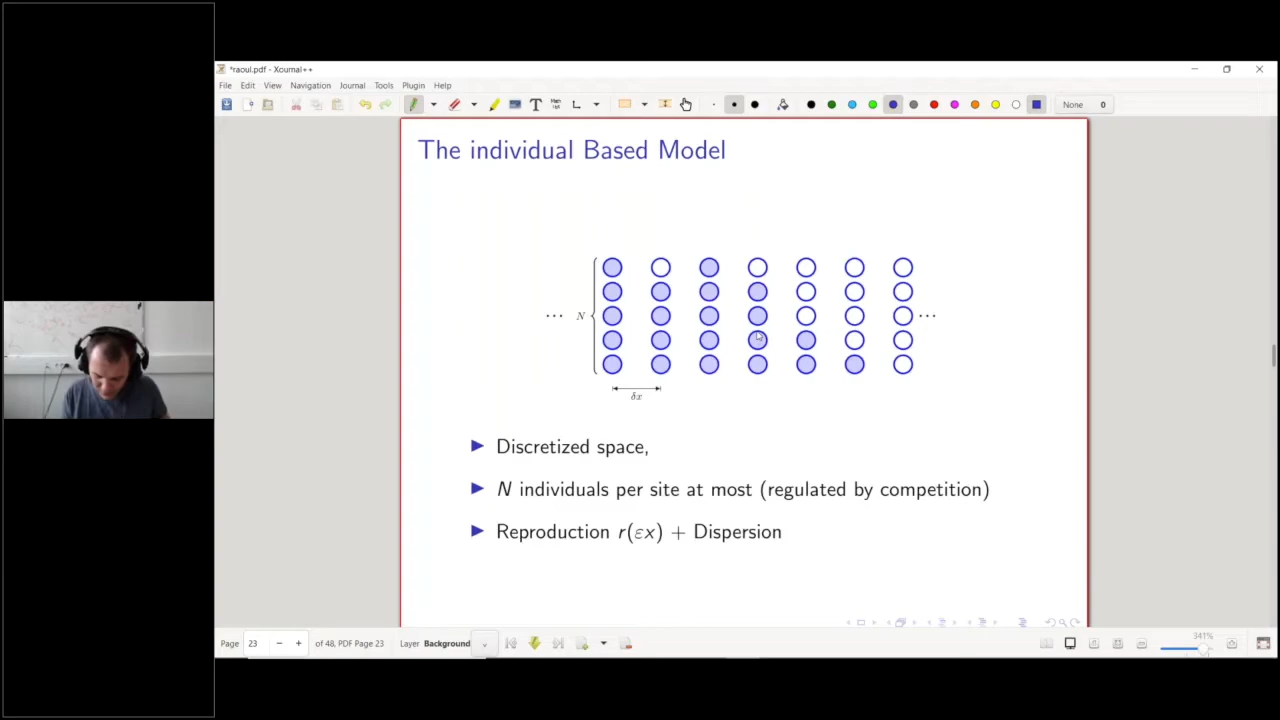 *raoul.pdf - Xournal++
File Edit View Navigation Journal Tools Plugin Help
None 0
The individual Based Model
··· N ···
δx
Discretized space,
N individuals per site at most (regulated by competition)
Reproduction r(εx) + Dispersion
341%
Page 23 − + of 48, PDF Page 23 Layer Background